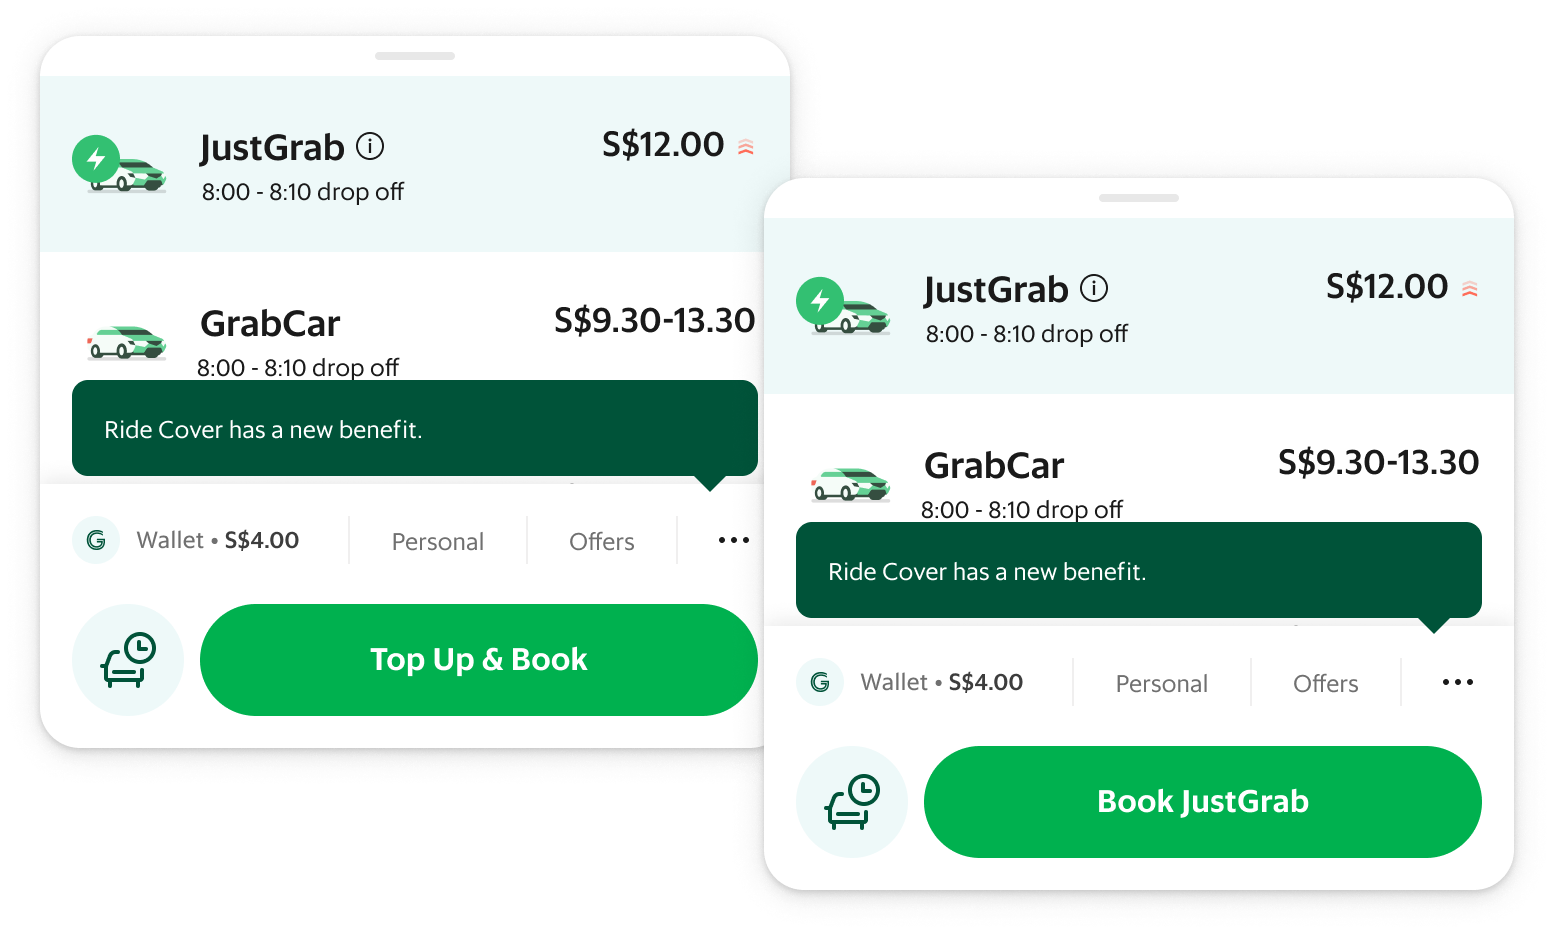 JustGrab
S$12.00
8:00 - 8:10 drop off
GrabCar
S$9.30-13.30
8:00 - 8:10 drop off
Ride Cover has a new benefit.
G Wallet • S$4.00
Personal
Offers
Top Up & Book
JustGrab
S$12.00
8:00 - 8:10 drop off
GrabCar
S$9.30-13.30
8:00 - 8:10 drop off
Ride Cover has a new benefit.
G Wallet • S$4.00
Personal
Offers
Book JustGrab